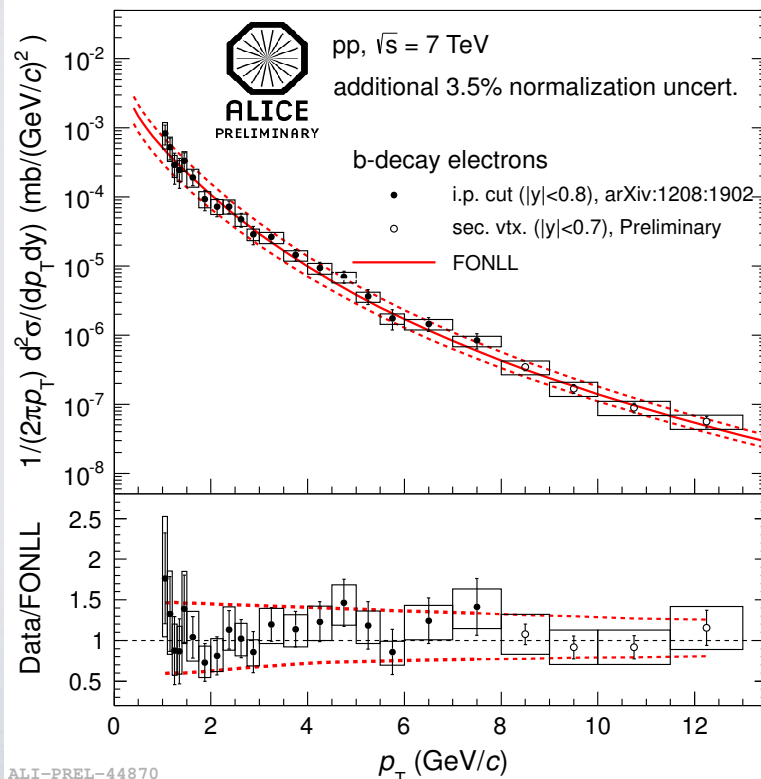 1/(2πp_T) d²σ/(dp_Tdy) (mb/(GeV/c)²)
10⁻²
10⁻³
10⁻⁴
10⁻⁵
10⁻⁶
10⁻⁷
10⁻⁸
ALICE
PRELIMINARY
pp, √s = 7 TeV
additional 3.5% normalization uncert.
b-decay electrons
i.p. cut (|y|<0.8), arXiv:1208:1902
sec. vtx. (|y|<0.7), Preliminary
FONLL
Data/FONLL
2.5
2
1.5
1
0.5
0 2 4 6 8 10 12
p_T (GeV/c)
ALI-PREL-44870